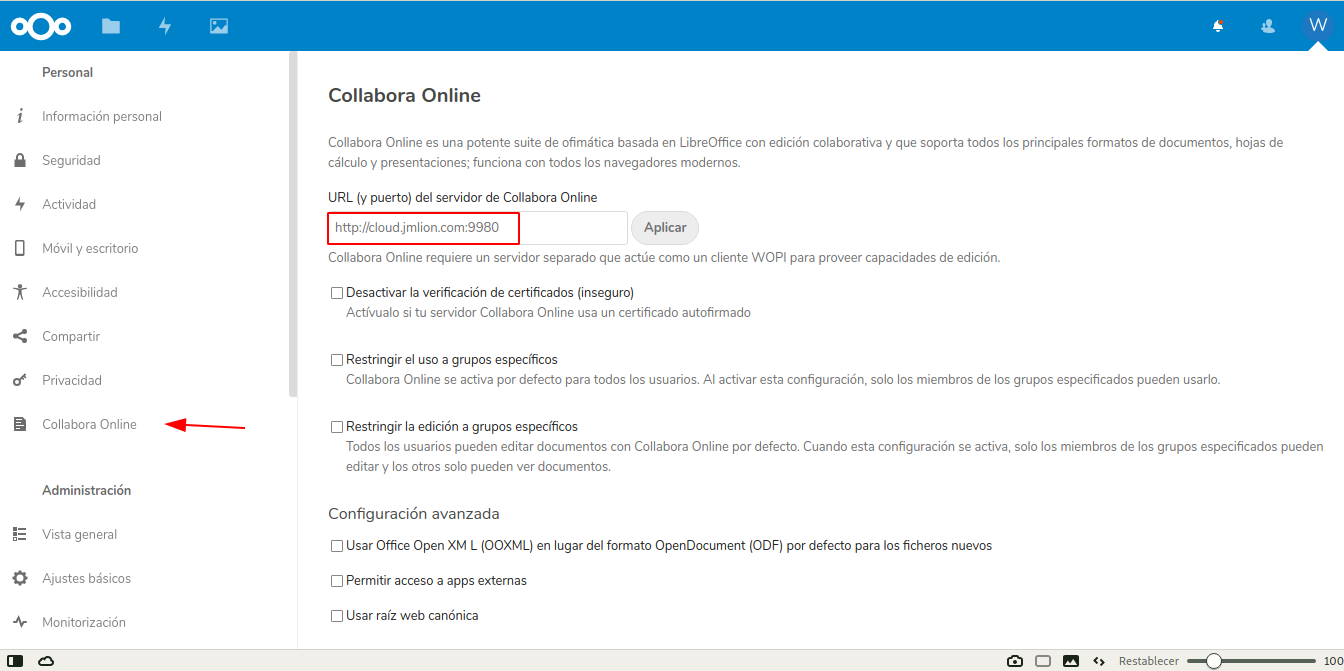 W
Personal
Información personal
Seguridad
Actividad
Móvil y escritorio
Accesibilidad
Compartir
Privacidad
Collabora Online
Administración
Vista general
Ajustes básicos
Monitorización
Collabora Online
Collabora Online es una potente suite de ofimática basada en LibreOffice con edición colaborativa y que soporta todos los principales formatos de documentos, hojas de
cálculo y presentaciones; funciona con todos los navegadores modernos.
URL (y puerto) del servidor de Collabora Online
http://cloud.jmlion.com:9980
Aplicar
Collabora Online requiere un servidor separado que actúe como un cliente WOPI para proveer capacidades de edición.
Desactivar la verificación de certificados (inseguro)
Actívualo si tu servidor Collabora Online usa un certificado autofirmado
Restringir el uso a grupos específicos
Collabora Online se activa por defecto para todos los usuarios. Al activar esta configuración, solo los miembros de los grupos especificados pueden usarlo.
Restringir la edición a grupos específicos
Todos los usuarios pueden editar documentos con Collabora Online por defecto. Cuando esta configuración se activa, solo los miembros de los grupos especificados pueden
editar y los otros solo pueden ver documentos.
Configuración avanzada
Usar Office Open XM L (OOXML) en lugar del formato OpenDocument (ODF) por defecto para los ficheros nuevos
Permitir acceso a apps externas
Usar raíz web canónica
Restablecer
100